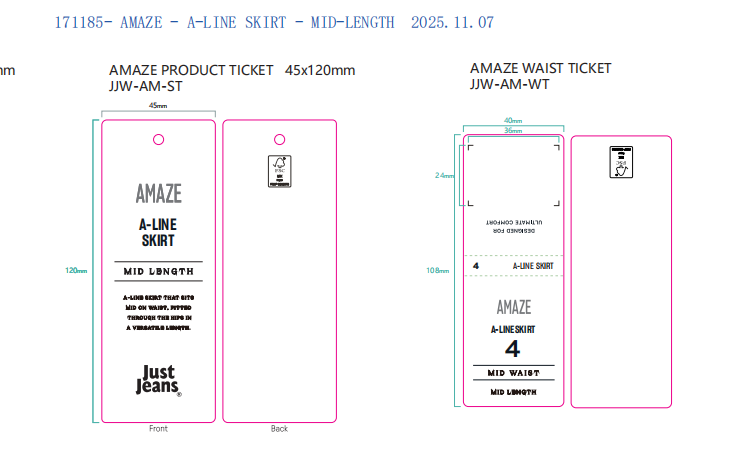 171185- AMAZE - A-LINE SKIRT - MID-LENGTH 2025.11.07
mm
AMAZE PRODUCT TICKET 45x120mm
JJW-AM-ST
45mm
120mm
AMAZE
A-LINE
SKIRT
MID LENGTH
A-LINE SKIRT THAT SITS
MID ON WAIST, FITTED
THROUGH THE HIPS IN
A VERSATILE LENGTH.
Just
Jeans®
Front
FSC
Back
AMAZE WAIST TICKET
JJW-AM-WT
40mm
36mm
24mm
108mm
DESIGNED FOR
ULTIMATE COMFORT
4 A-LINE SKIRT
AMAZE
A-LINE SKIRT
4
MID WAIST
MID LENGTH
FSC